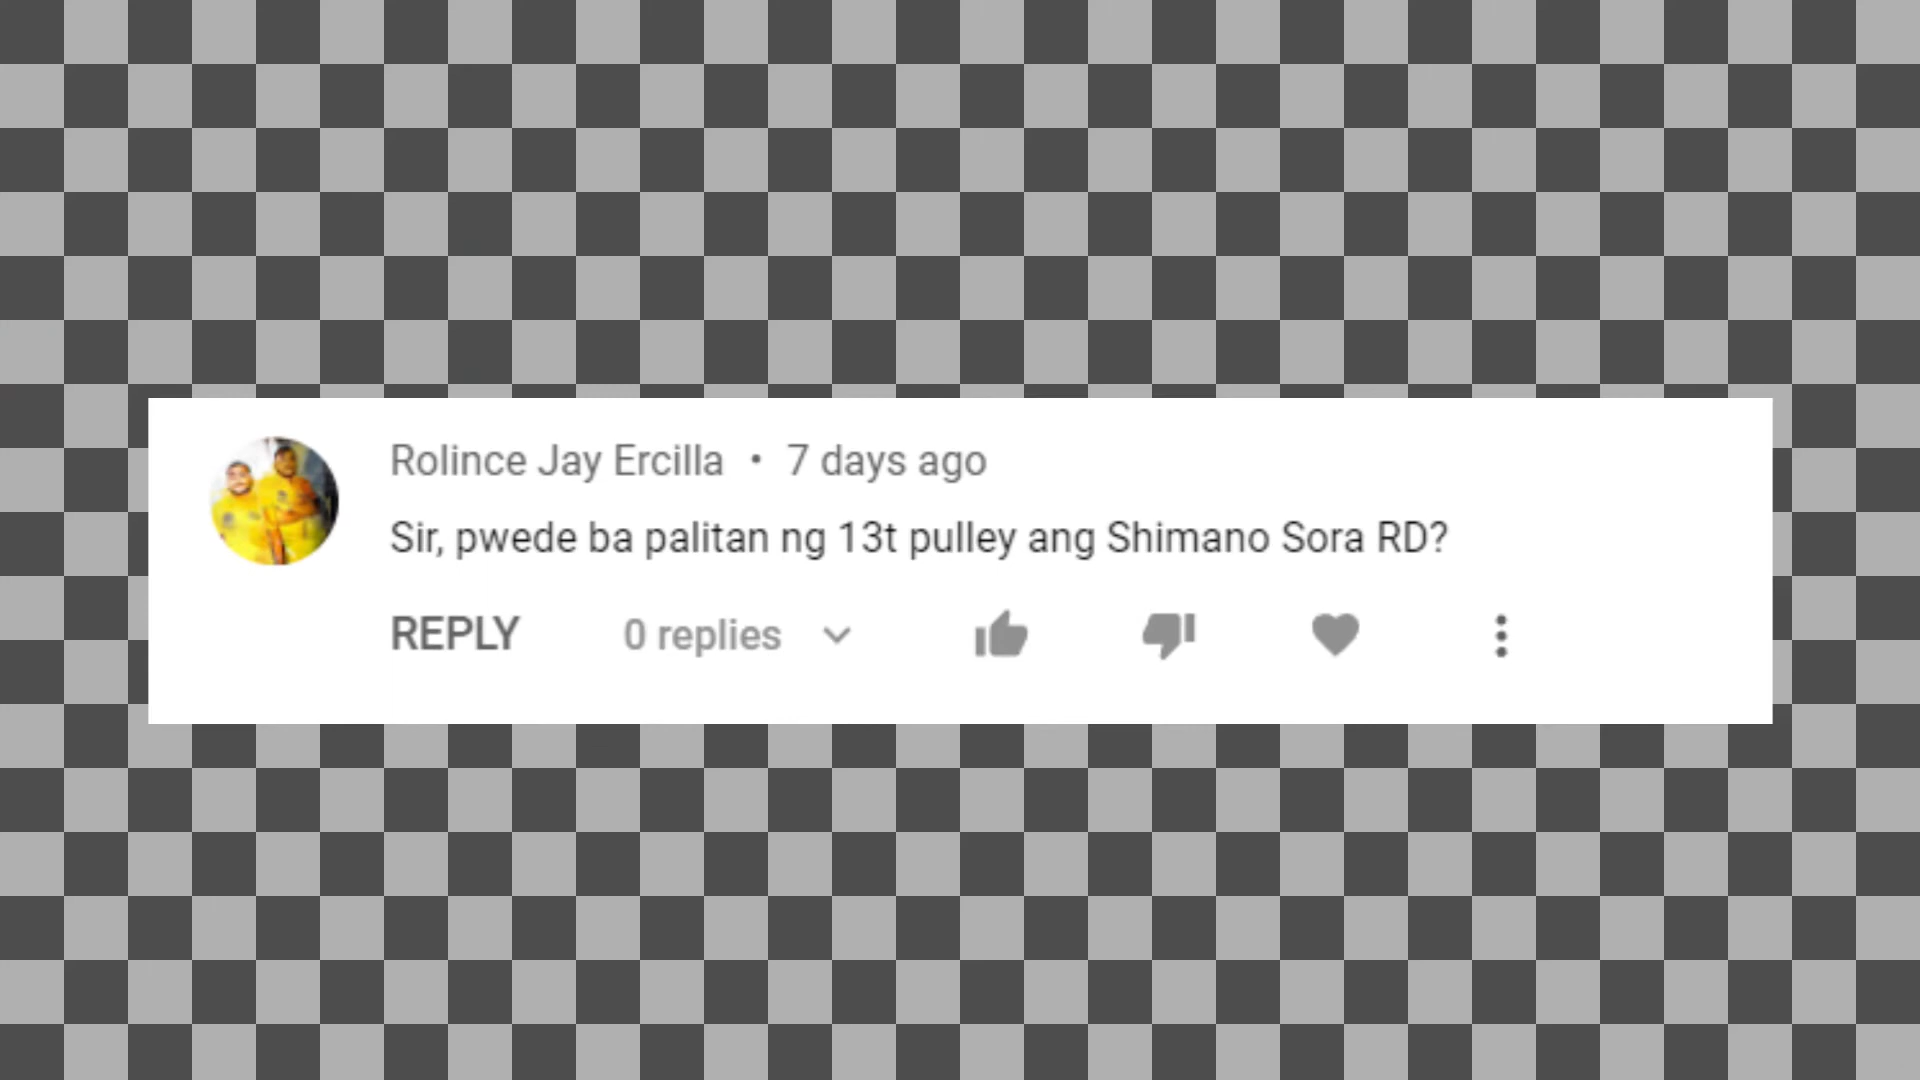 Rolince Jay Ercilla • 7 days ago
Sir, pwede ba palitan ng 13t pulley ang Shimano Sora RD?
REPLY 0 replies